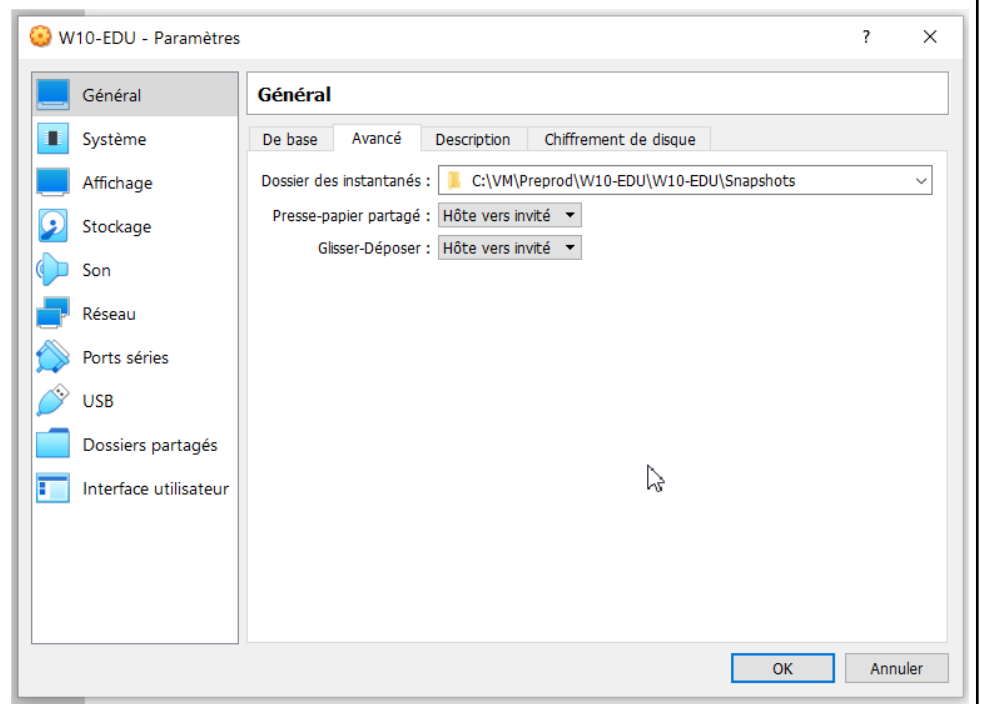 W10-EDU - Paramètres
?
Général
Système
Affichage
Stockage
Son
Réseau
Ports séries
USB
Dossiers partagés
Interface utilisateur
Général
De base Avancé Description Chiffrement de disque
Dossier des instantanés : C:\VM\Preprod\W10-EDU\W10-EDU\Snapshots
Presse-papier partagé : Hôte vers invité
Glisser-Déposer : Hôte vers invité
OK Annuler